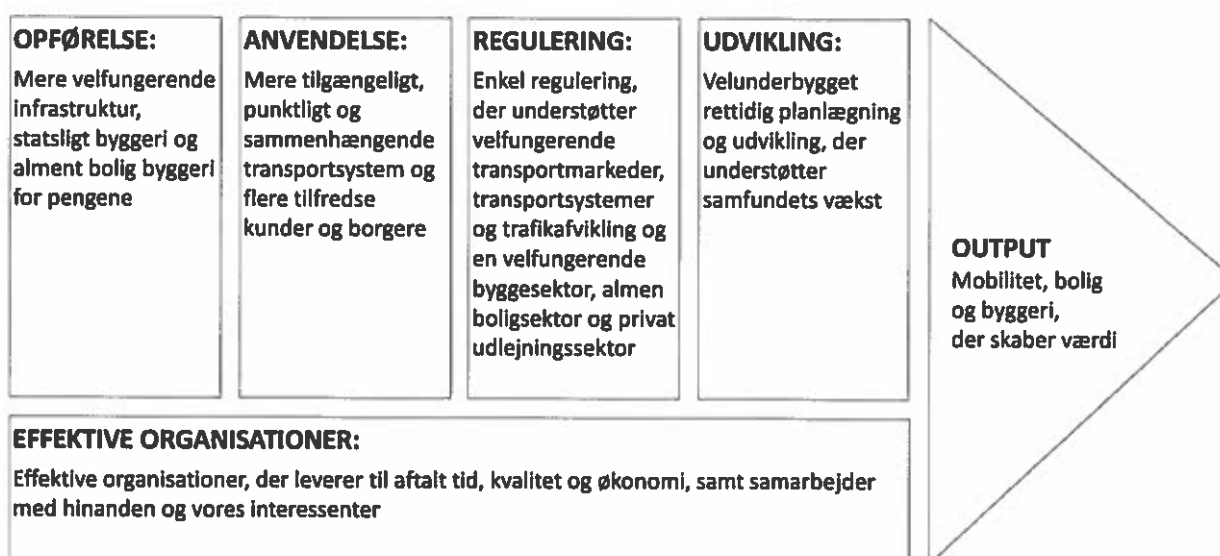 OPFØRELSE:
Mere velfungerende
infrastruktur,
statsligt byggeri og
alment bolig byggeri
for pengene
ANVENDELSE:
Mere tilgængeligt,
punktligt og
sammenhængende
transportsystem og
flere tilfredse
kunder og borgere
REGULERING:
Enkel regulering,
der understøtter
velfungerende
transportmarkeder,
transportsystemer
og trafikafvikling og
en velfungerende
byggesektor, almen
boligsektor og privat
udlejningssektor
UDVIKLING:
Velunderbygget
rettidig planlægning
og udvikling, der
understøtter
samfundets vækst
OUTPUT
Mobilitet, bolig
og byggeri,
der skaber værdi
EFFEKTIVE ORGANISATIONER:
Effektive organisationer, der leverer til aftalt tid, kvalitet og økonomi, samt samarbejder
med hinanden og vores interessenter